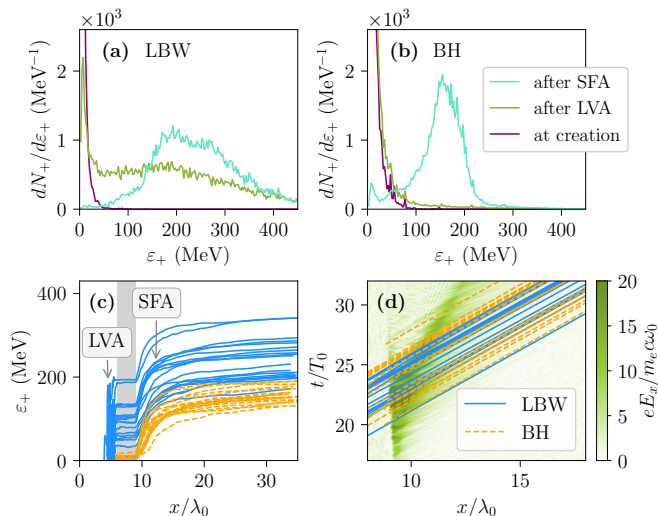 ×10³
(a) LBW
dN₊/dε₊ (MeV⁻¹)
2
1
0
0 100 200 300 400
ε₊ (MeV)
×10³
(b) BH
after SFA
after LVA
at creation
dN₊/dε₊ (MeV⁻¹)
2
1
0
0 100 200 300 400
ε₊ (MeV)
(c)
SFA
LVA
ε₊ (MeV)
400
200
0
0 10 20 30
x/λ₀
(d)
LBW
BH
t/T₀
30
25
20
10 15
x/λ₀
20
15
10
5
0
eEₓ/mₑcω₀